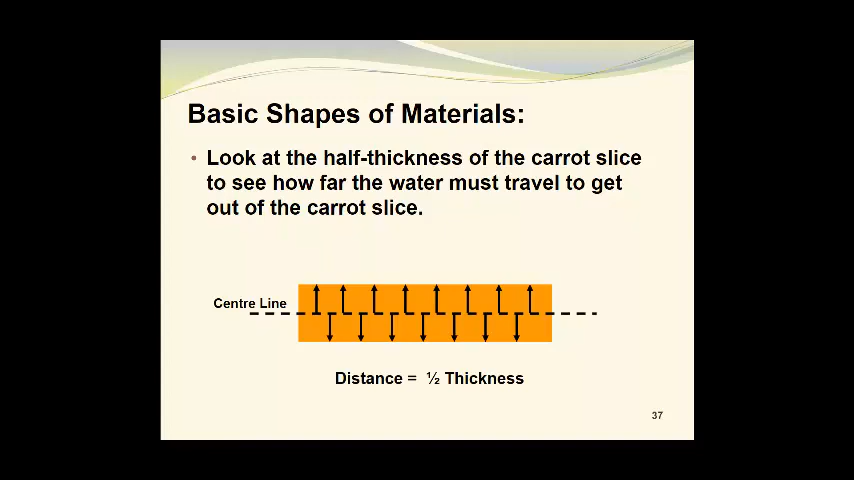 Basic Shapes of Materials:
• Look at the half-thickness of the carrot slice
to see how far the water must travel to get
out of the carrot slice.
Centre Line
Distance = ½ Thickness
37